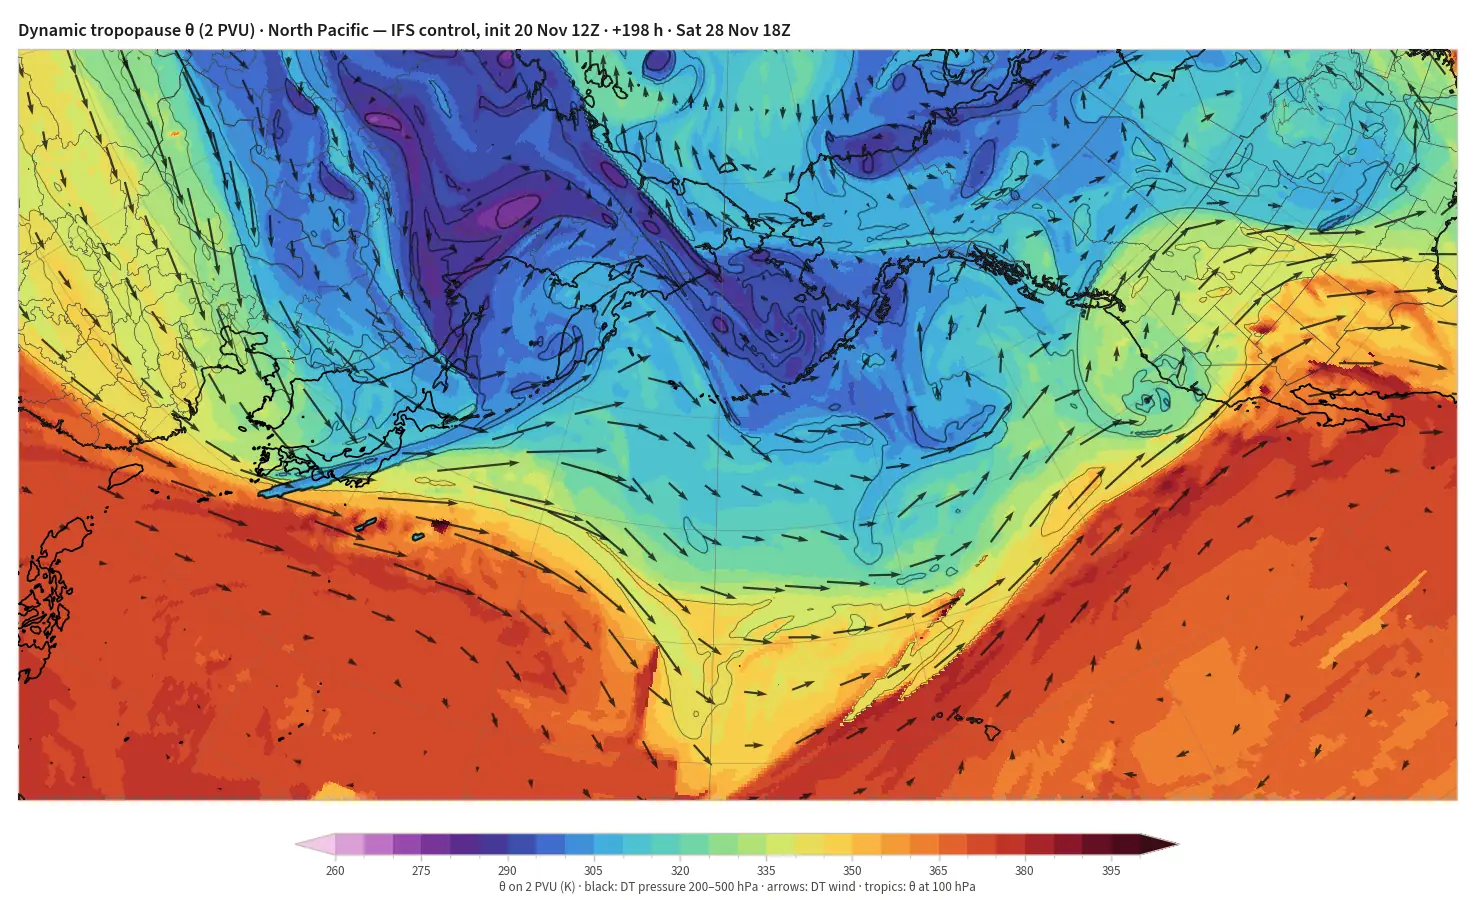 Dynamic tropopause θ (2 PVU) · North Pacific — IFS control, init 20 Nov 12Z · +198 h · Sat 28 Nov 18Z
260 275 290 305 320 335 350 365 380 395
θ on 2 PVU (K) · black: DT pressure 200–500 hPa · arrows: DT wind · tropics: θ at 100 hPa